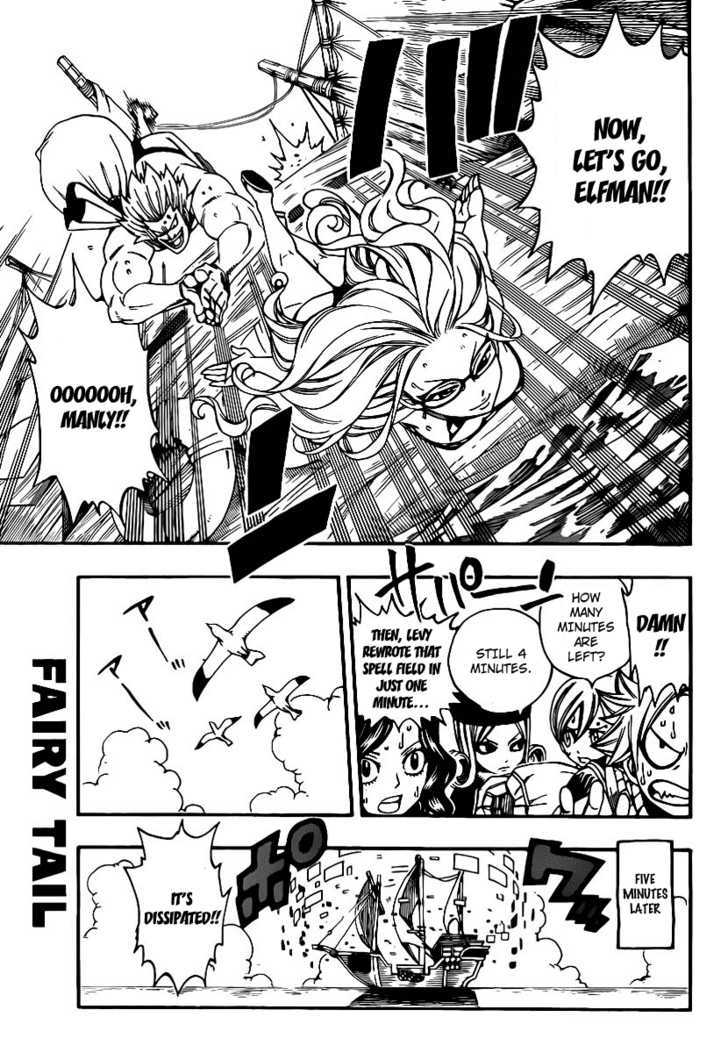 NOW,
LET'S GO,
ELFMAN!!
OOOOOOH,
MANLY!!
DAMN
!!
HOW
MANY
MINUTES
ARE
LEFT?
STILL 4
MINUTES.
THEN, LEVY
REWROTE THAT
SPELL FIELD IN
JUST ONE
MINUTE...
FIVE
MINUTES
LATER
IT'S
DISSIPATED!!
FAIRY TAIL